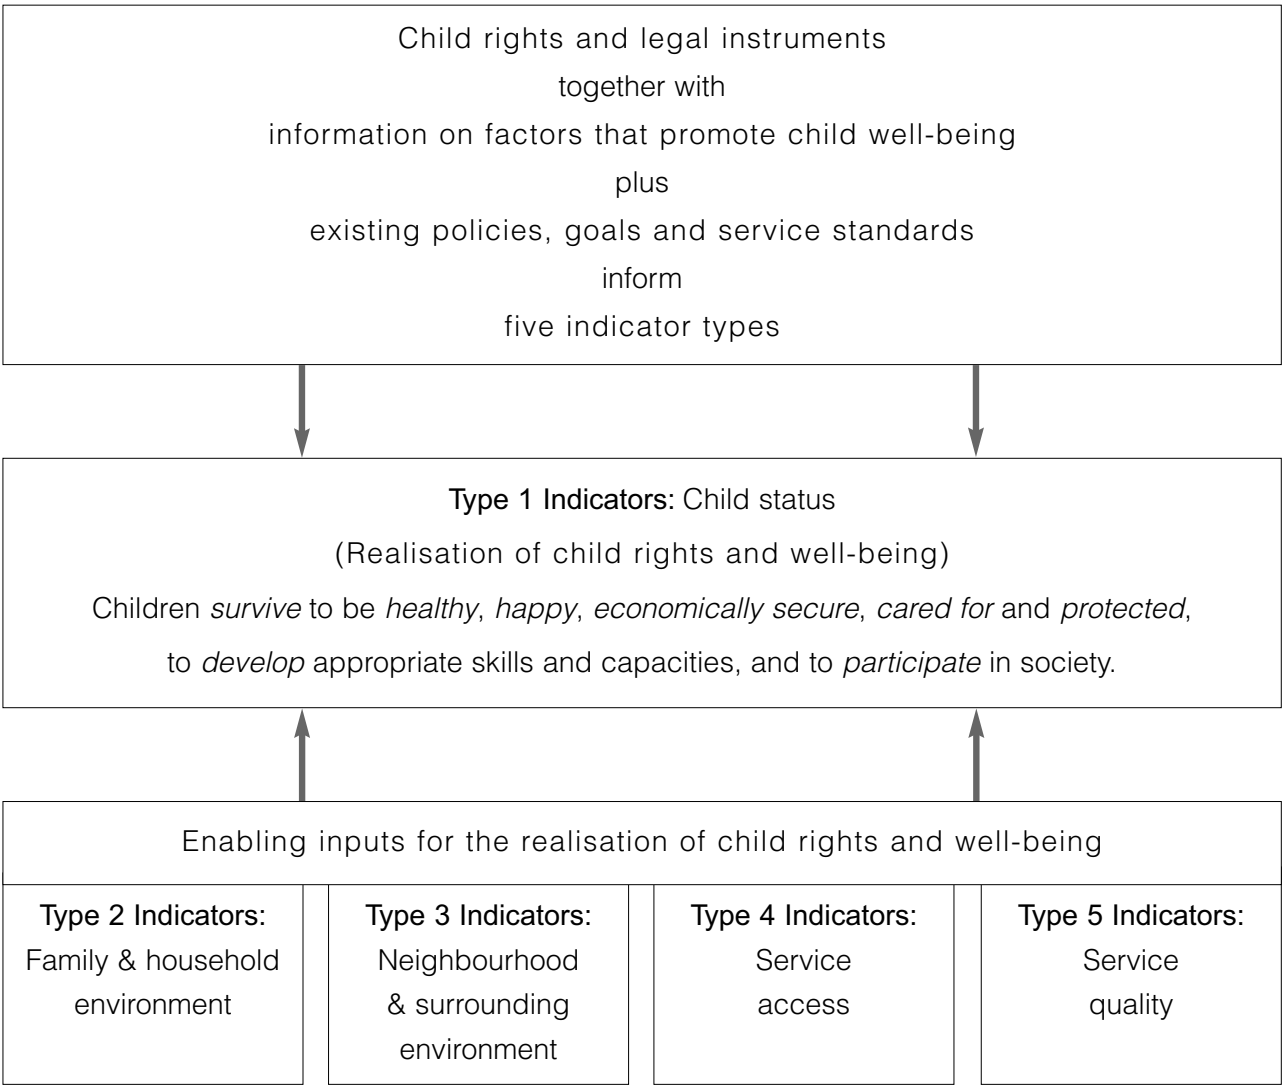 Child rights and legal instruments
together with
information on factors that promote child well-being
plus
existing policies, goals and service standards
inform
five indicator types
Type 1 Indicators: Child status
(Realisation of child rights and well-being)
Children survive to be healthy, happy, economically secure, cared for and protected,
to develop appropriate skills and capacities, and to participate in society.
Enabling inputs for the realisation of child rights and well-being
Type 2 Indicators:
Family & household
environment
Type 3 Indicators:
Neighbourhood
& surrounding
environment
Type 4 Indicators:
Service
access
Type 5 Indicators:
Service
quality